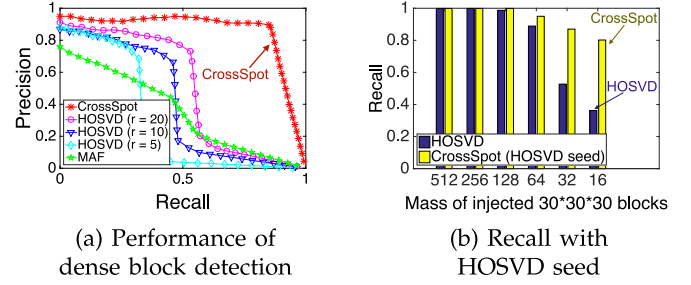 Precision
1
0.8
0.6
0.4
0.2
0
0
0.5
1
Recall
CrossSpot
CrossSpot
HOSVD (r = 20)
HOSVD (r = 10)
HOSVD (r = 5)
MAF
(a) Performance of
dense block detection
Recall
1
0.8
0.6
0.4
0.2
0
CrossSpot
HOSVD
HOSVD
CrossSpot (HOSVD seed)
512 256 128 64 32 16
Mass of injected 30*30*30 blocks
(b) Recall with
HOSVD seed